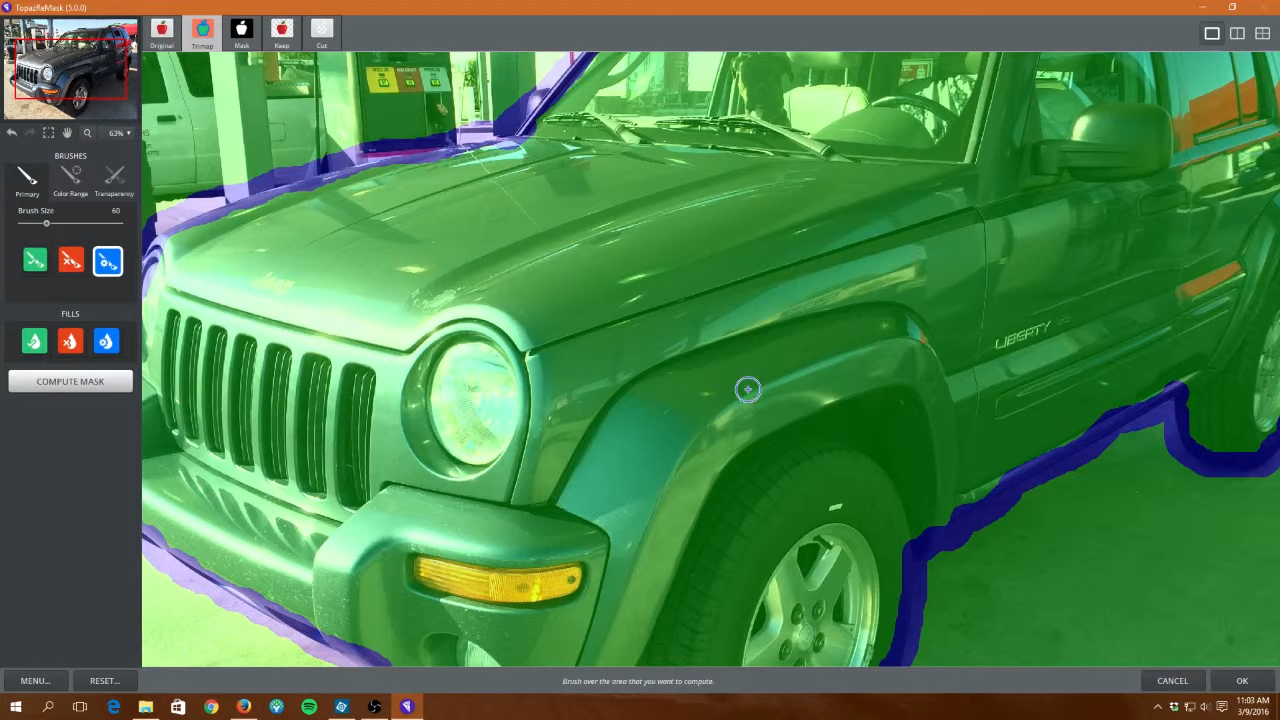 TopazReMask (5.0.0)
Original
Trimap
Mask
Keep
Cut
63%
BRUSHES
Primary
Color Range
Transparency
Brush Size
60
FILLS
COMPUTE MASK
LIBERTY
MENU...
RESET...
Brush over the area that you want to compute.
CANCEL
OK
11:03 AM
3/9/2016